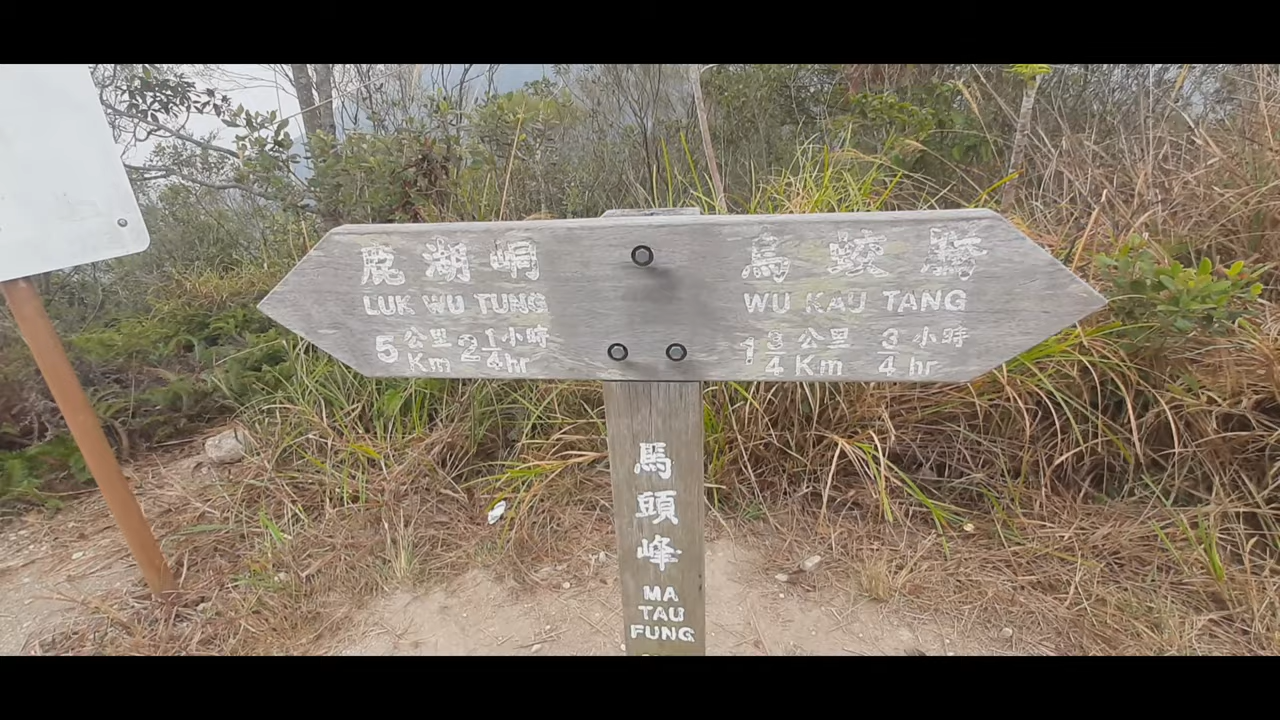 鹿湖峒
LUK WU TUNG
5 公里 Km 2 1/4 小時 hr
烏蛟騰
WU KAU TANG
1 3/4 公里 Km 3/4 小時 hr
馬頭峰
MA
TAU
FUNG